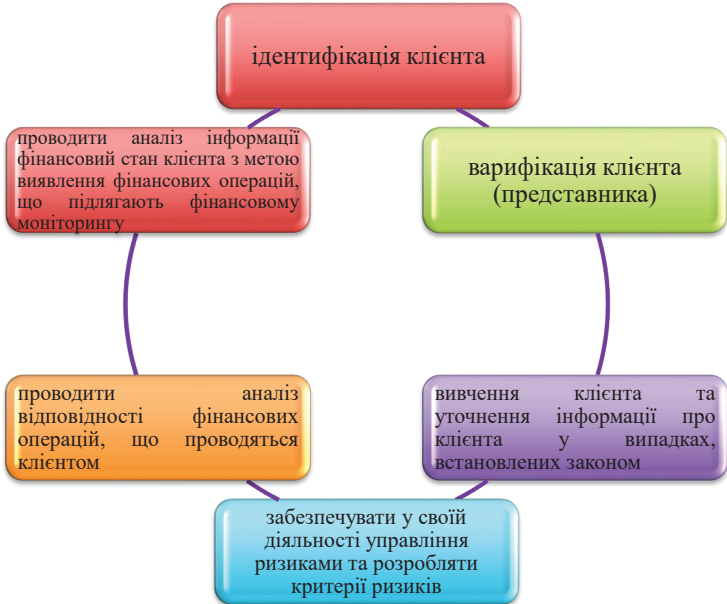 ідентифікація клієнта
варифікація клієнта
(представника)
вивчення клієнта та
уточнення інформації про
клієнта у випадках,
встановлених законом
забезпечувати у своїй
діяльності управління
ризиками та розробляти
критерії ризиків
проводити аналіз
відповідності фінансових
операцій, що проводяться
клієнтом
проводити аналіз інформації
фінансовий стан клієнта з метою
виявлення фінансових операцій,
що підлягають фінансовому
моніторингу